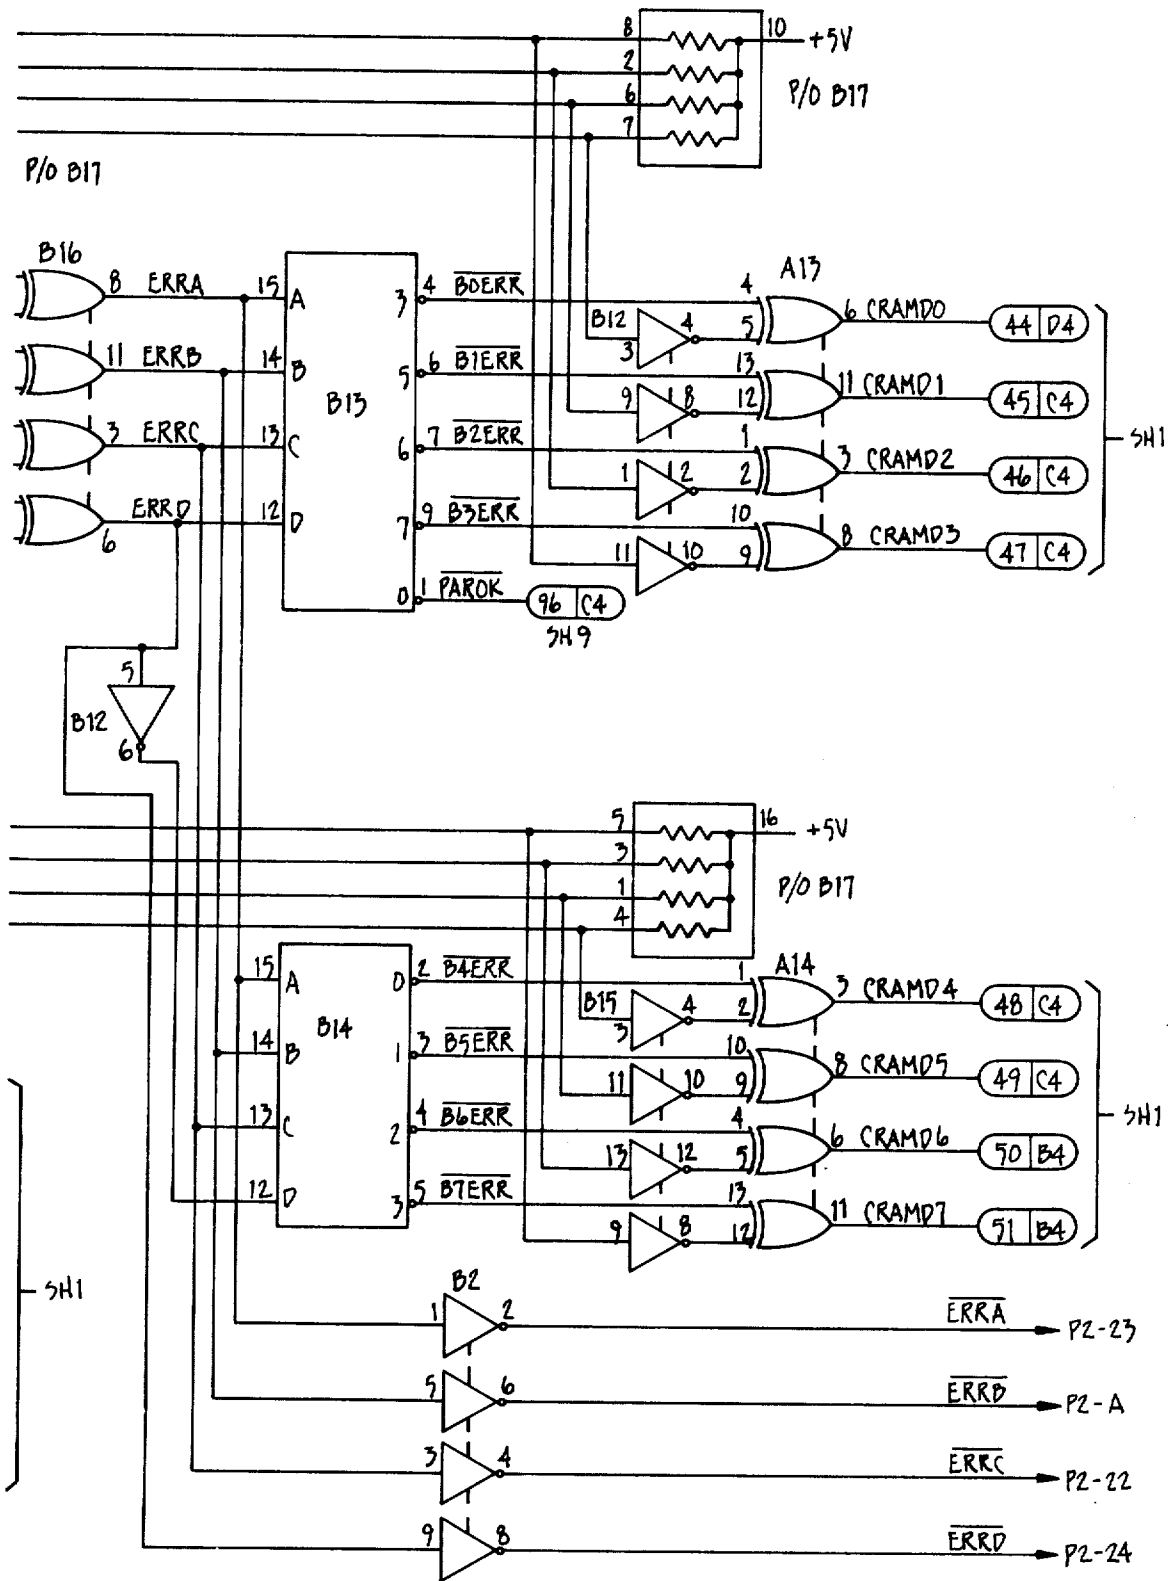 8
10
+5V
2
6
7
P/O B17
P/O B17
B16
8 ERRA 15 A
11 ERRB 14 B
3 ERRC 13 C
6 ERRD 12 D
B13
3 4 B0ERR
5 6 B1ERR
6 7 B2ERR
7 9 B3ERR
0 1 PAROK
96 C4
SH9
B12
3 4
9 8
1 2
11 10
A13
4 5 6 CRAMD0 44 D4
13 12 11 CRAMD1 45 C4
1 2 3 CRAMD2 46 C4
10 9 8 CRAMD3 47 C4
SH1
5
B12
6
5
16
+5V
3
1
4
P/O B17
15 A
14 B
13 C
12 D
B14
0 2 B4ERR
1 3 B5ERR
2 4 B6ERR
3 5 B7ERR
B15
3 4
11 10
13 12
9 8
A14
1 2 3 CRAMD4 48 C4
10 9 8 CRAMD5 49 C4
4 5 6 CRAMD6 50 B4
13 12 11 CRAMD7 51 B4
SH1
SH1
B2
1 2 ERRA P2-23
5 6 ERRB P2-A
3 4 ERRC P2-22
9 8 ERRD P2-24